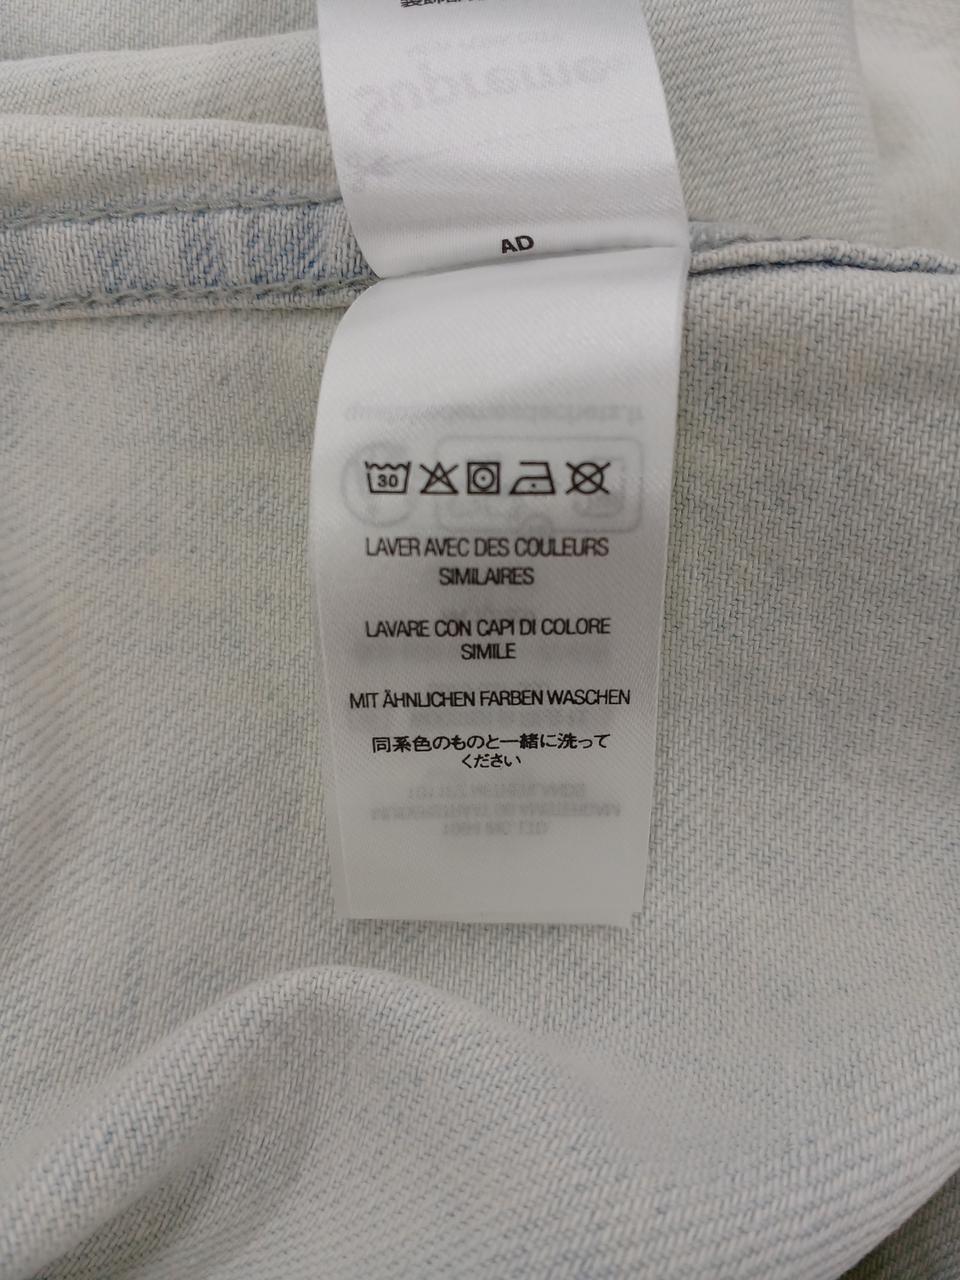 AD
30
LAVER AVEC DES COULEURS
SIMILAIRES
LAVARE CON CAPI DI COLORE
SIMILE
MIT ÄHNLICHEN FARBEN WASCHEN
同系色のものと一緒に洗って
ください